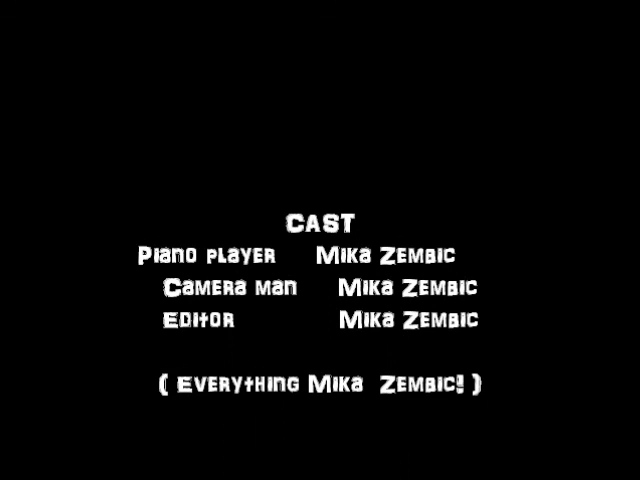 CAST
Piano player Mika Zembic
Camera man Mika Zembic
Editor Mika Zembic
( Everything Mika Zembic! )